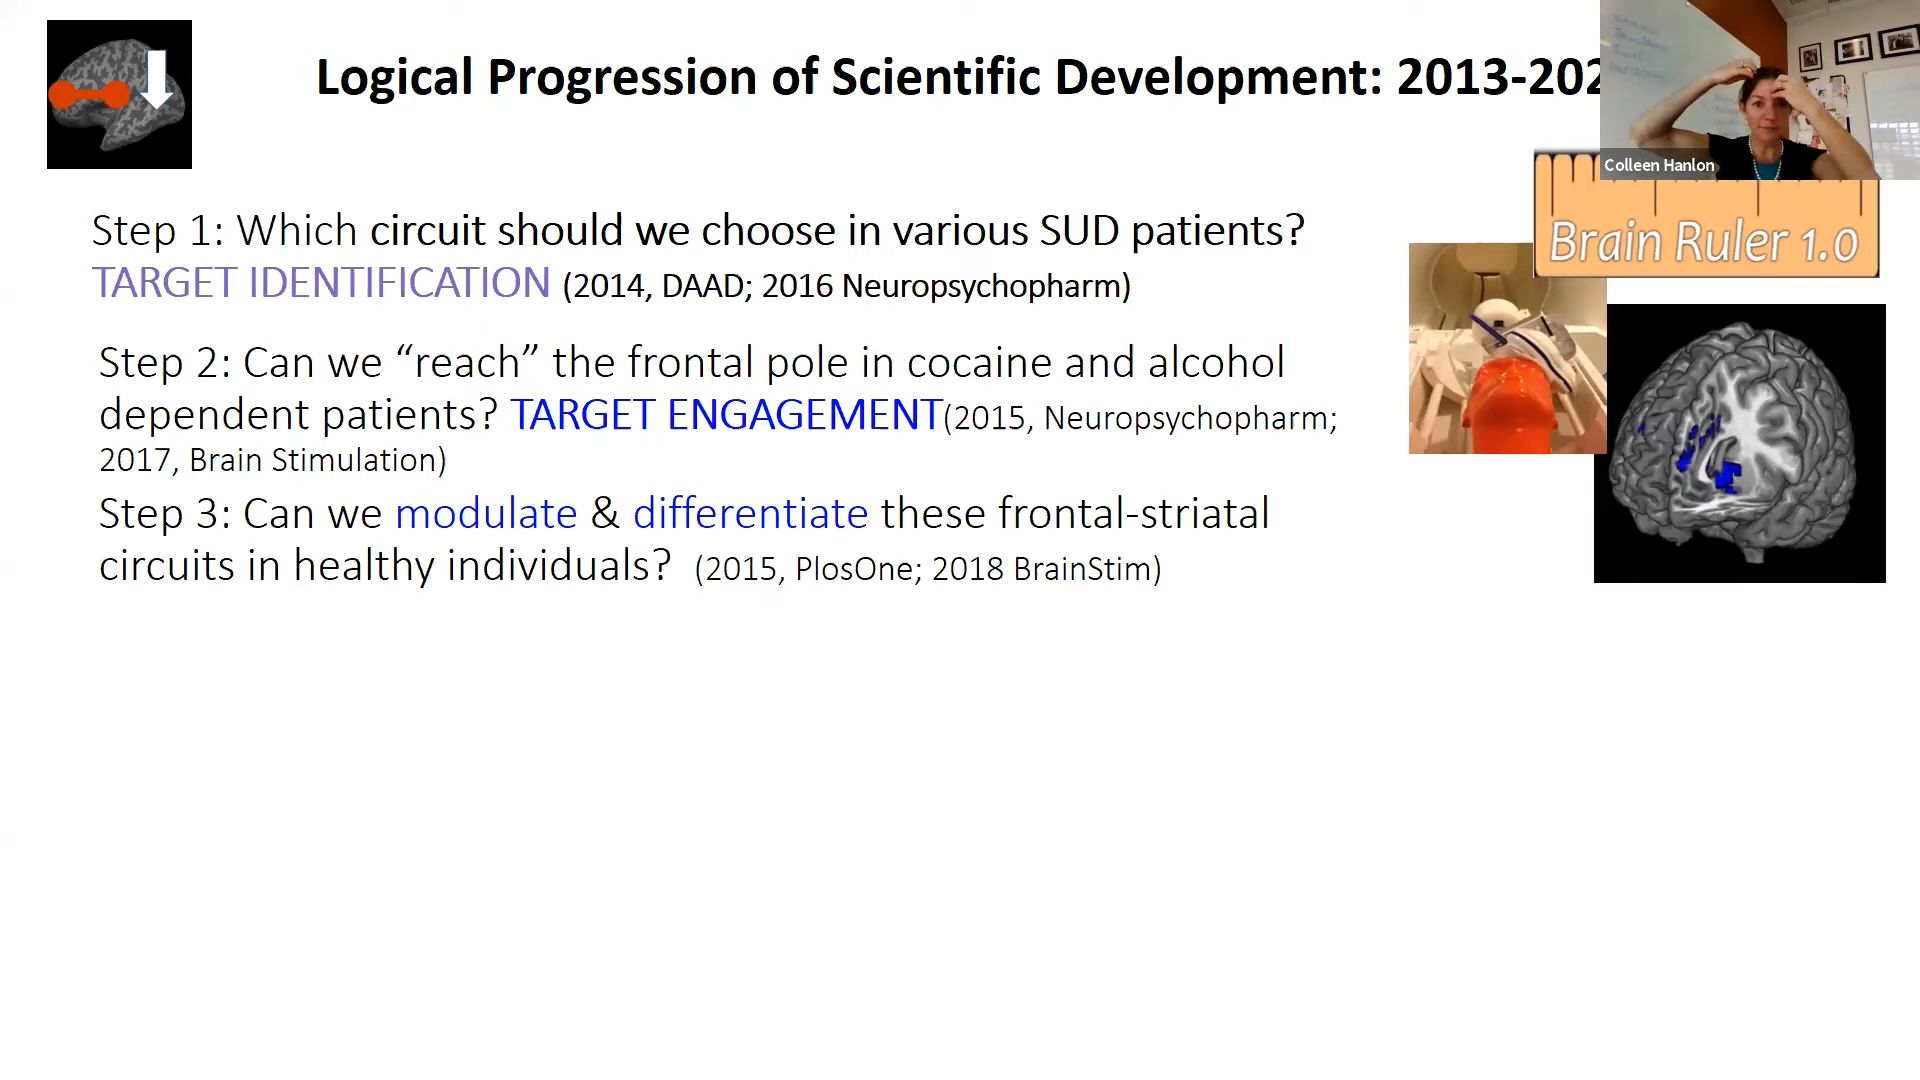 Logical Progression of Scientific Development: 2013-202
Colleen Hanlon
Brain Ruler 1.0
Step 1: Which circuit should we choose in various SUD patients?
TARGET IDENTIFICATION (2014, DAAD; 2016 Neuropsychopharm)
Step 2: Can we “reach” the frontal pole in cocaine and alcohol
dependent patients? TARGET ENGAGEMENT(2015, Neuropsychopharm;
2017, Brain Stimulation)
Step 3: Can we modulate & differentiate these frontal-striatal
circuits in healthy individuals? (2015, PlosOne; 2018 BrainStim)